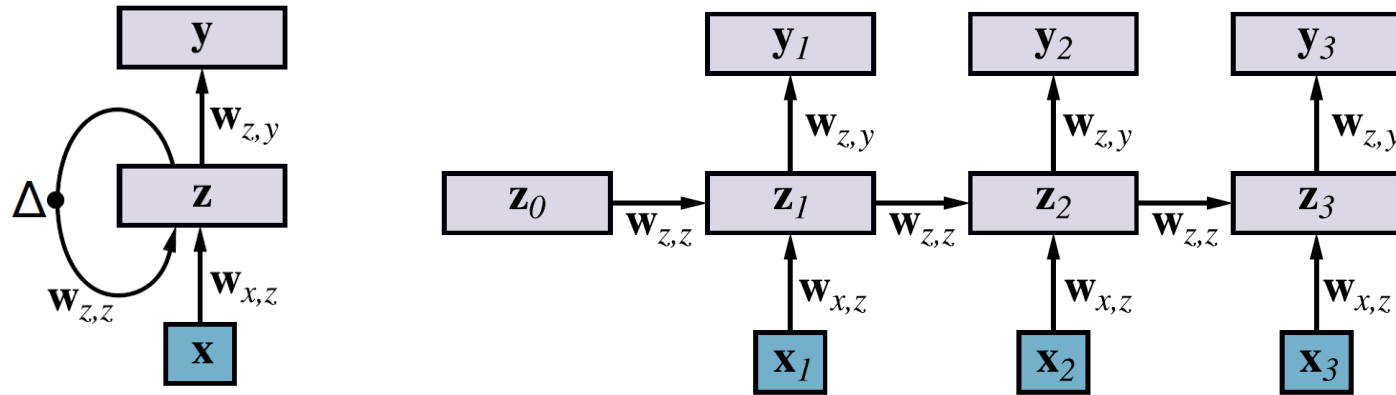 y
w_{z,y}
Δ
z
w_{z,z}
w_{x,z}
x
y_1 y_2 y_3
w_{z,y} w_{z,y} w_{z,y}
z_0 z_1 z_2 z_3
w_{z,z} w_{z,z} w_{z,z}
w_{x,z} w_{x,z} w_{x,z}
x_1 x_2 x_3